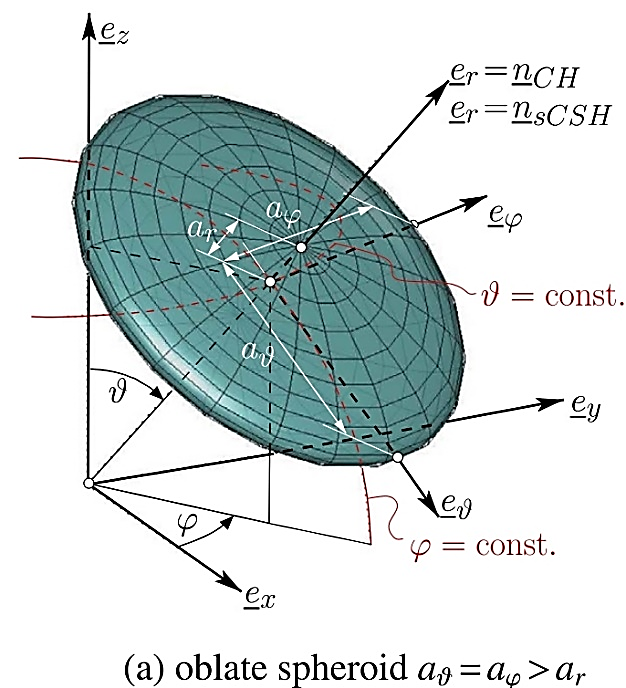 e_z
e_r = n_CH
e_r = n_sCSH
e_φ
a_φ
a_r
ϑ = const.
a_ϑ
ϑ
e_y
e_ϑ
φ
φ = const.
e_x
(a) oblate spheroid a_ϑ = a_φ > a_r